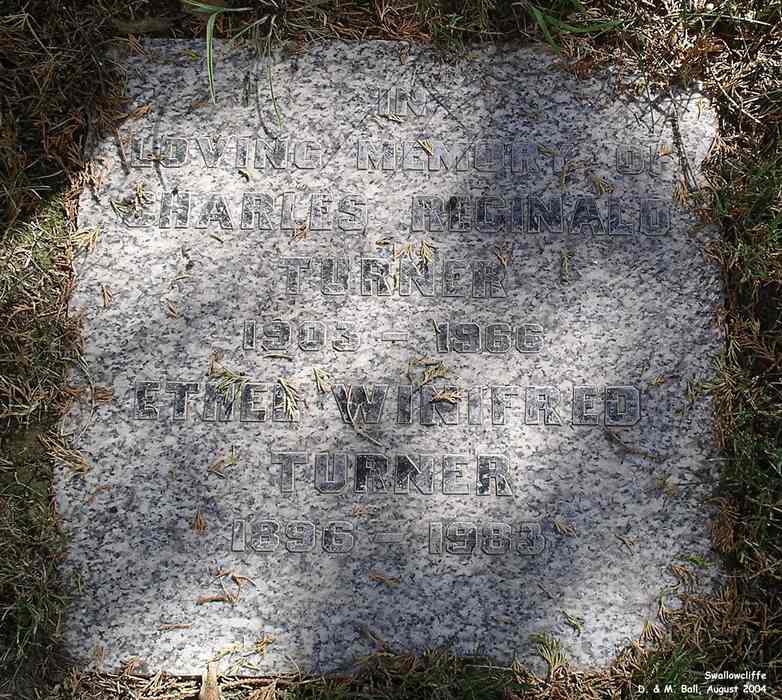 IN
LOVING MEMORY OF
CHARLES REGINALD
TURNER
1903 - 1966
ETHEL WINIFRED
TURNER
1896 - 1983
Swallowcliffe
D. & M. Ball, August 2004